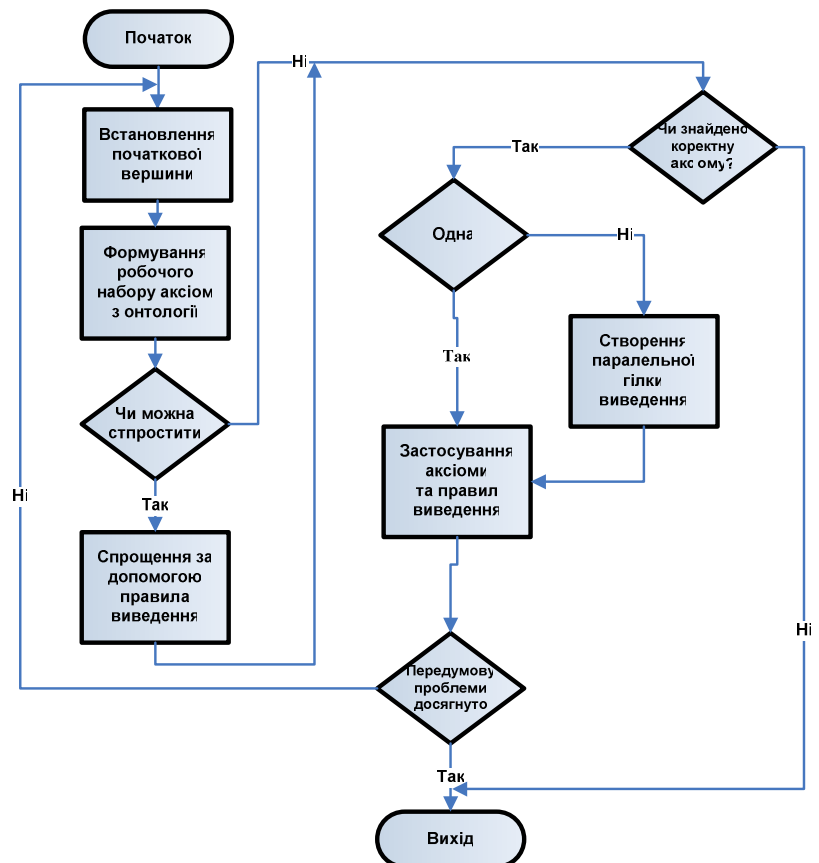 Початок
Встановлення
початкової
вершини
Формування
робочого
набору аксіом
з онтології
Чи можна
стпростити
Так
Спрощення за
допомогою
правила
виведення
Ні
Ні
Чи знайдено
коректну
аксіому?
Так
Одна
Ні
Так
Створення
паралельної
гілки
виведення
Застосування
аксіоми
та правил
виведення
Передумову
проблеми
досягнуто
Ні
Так
Вихід